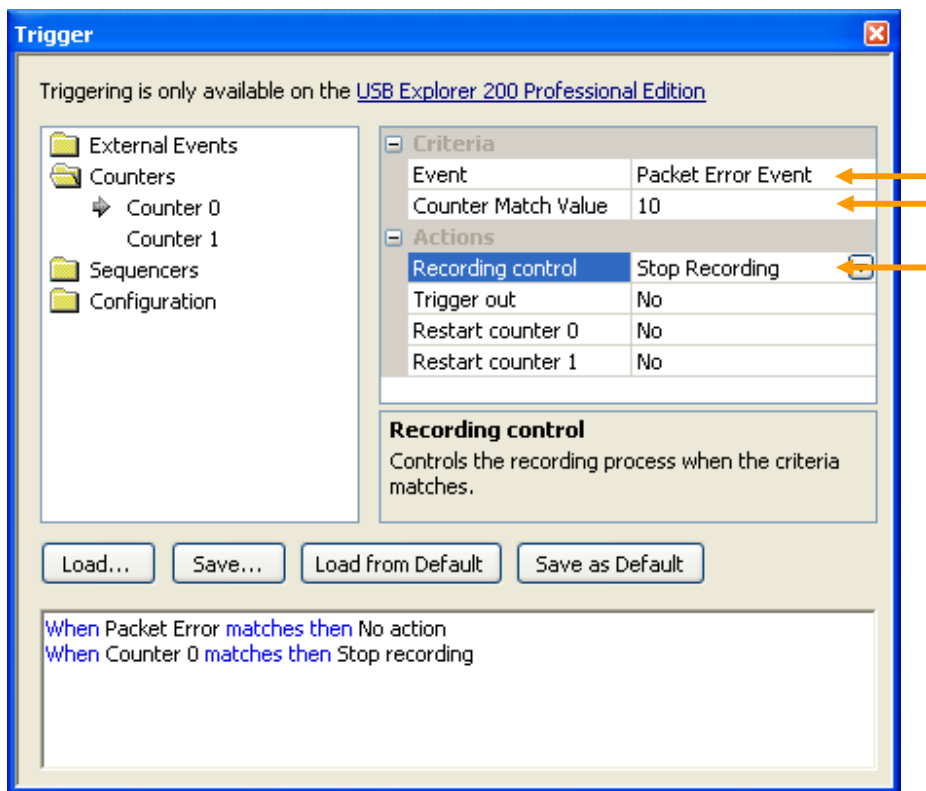 Trigger
Triggering is only available on the USB Explorer 200 Professional Edition
External Events
Counters
Counter 0
Counter 1
Sequencers
Configuration
Criteria
Event Packet Error Event
Counter Match Value 10
Actions
Recording control Stop Recording
Trigger out No
Restart counter 0 No
Restart counter 1 No
Recording control
Controls the recording process when the criteria
matches.
Load... Save... Load from Default Save as Default
When Packet Error matches then No action
When Counter 0 matches then Stop recording